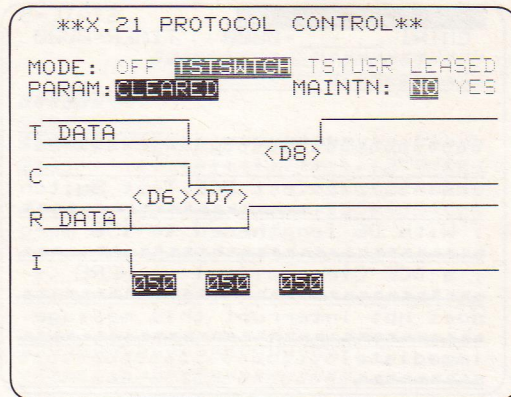 **X.21 PROTOCOL CONTROL**
MODE: OFF TSTSWTCH TSTUSR LEASED
PARAM:CLEARED MAINTN: NO YES
T DATA
<D8>
C
<D6><D7>
R DATA
I
050 050 050